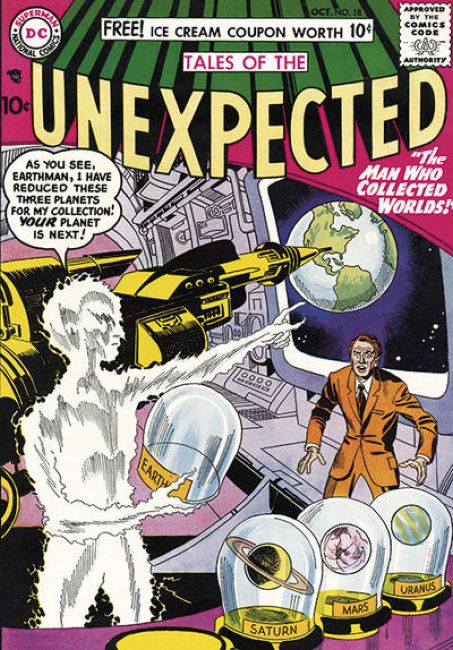 OCT. NO. 18
FREE! ICE CREAM COUPON WORTH 10¢
SUPERMAN
DC
NATIONAL COMICS
APPROVED
BY THE
COMICS
CODE
AUTHORITY
10¢
TALES OF THE
UNEXPECTED
"The
MAN WHO
COLLECTED
WORLDS!"
AS YOU SEE,
EARTHMAN, I HAVE
REDUCED THESE
THREE PLANETS
FOR MY COLLECTION!
YOUR PLANET
IS NEXT!
EARTH
SATURN
MARS
URANUS